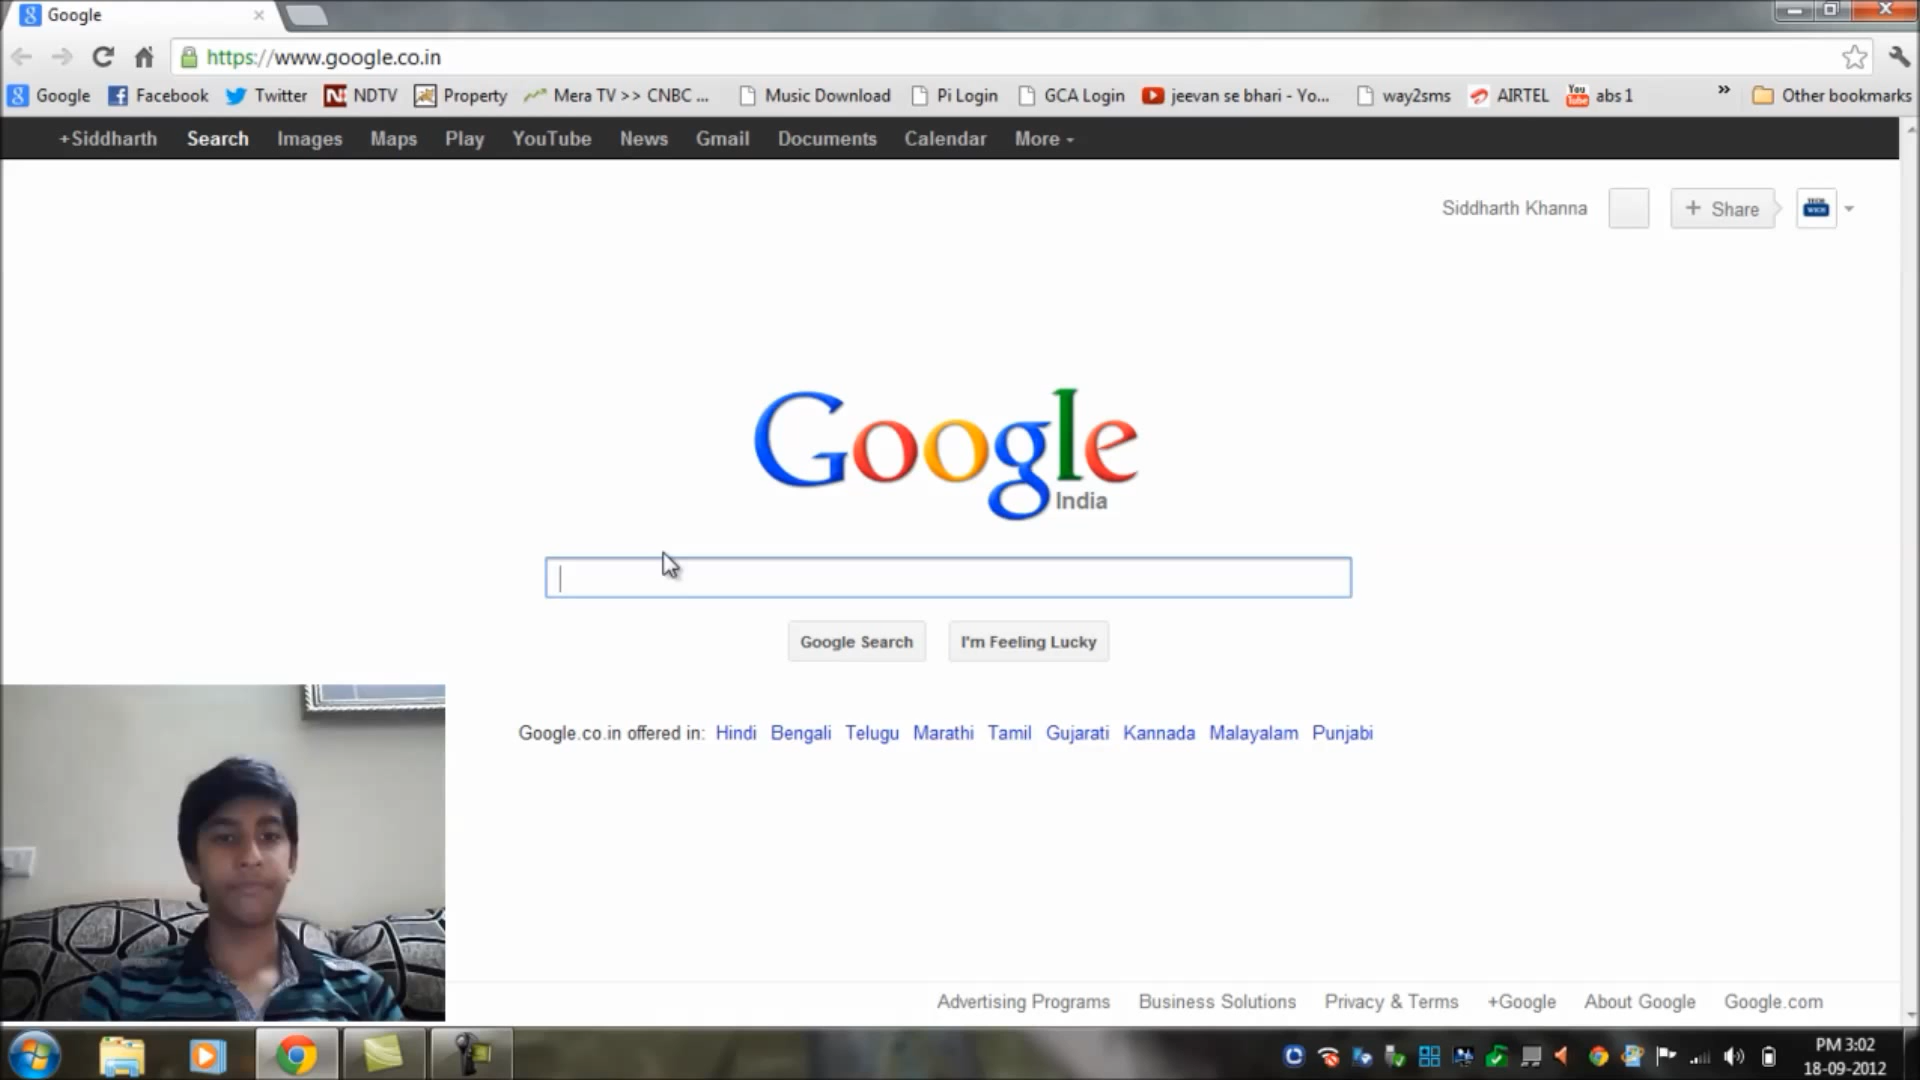 Google
https://www.google.co.in
Google Facebook Twitter NDTV Property Mera TV >> CNBC ... Music Download Pi Login GCA Login jeevan se bhari - Yo... way2sms AIRTEL abs 1 » Other bookmarks
+Siddharth Search Images Maps Play YouTube News Gmail Documents Calendar More
Siddharth Khanna + Share
Google
India
Google Search I'm Feeling Lucky
Google.co.in offered in: Hindi Bengali Telugu Marathi Tamil Gujarati Kannada Malayalam Punjabi
Advertising Programs Business Solutions Privacy & Terms +Google About Google Google.com
PM 3:02
18-09-2012